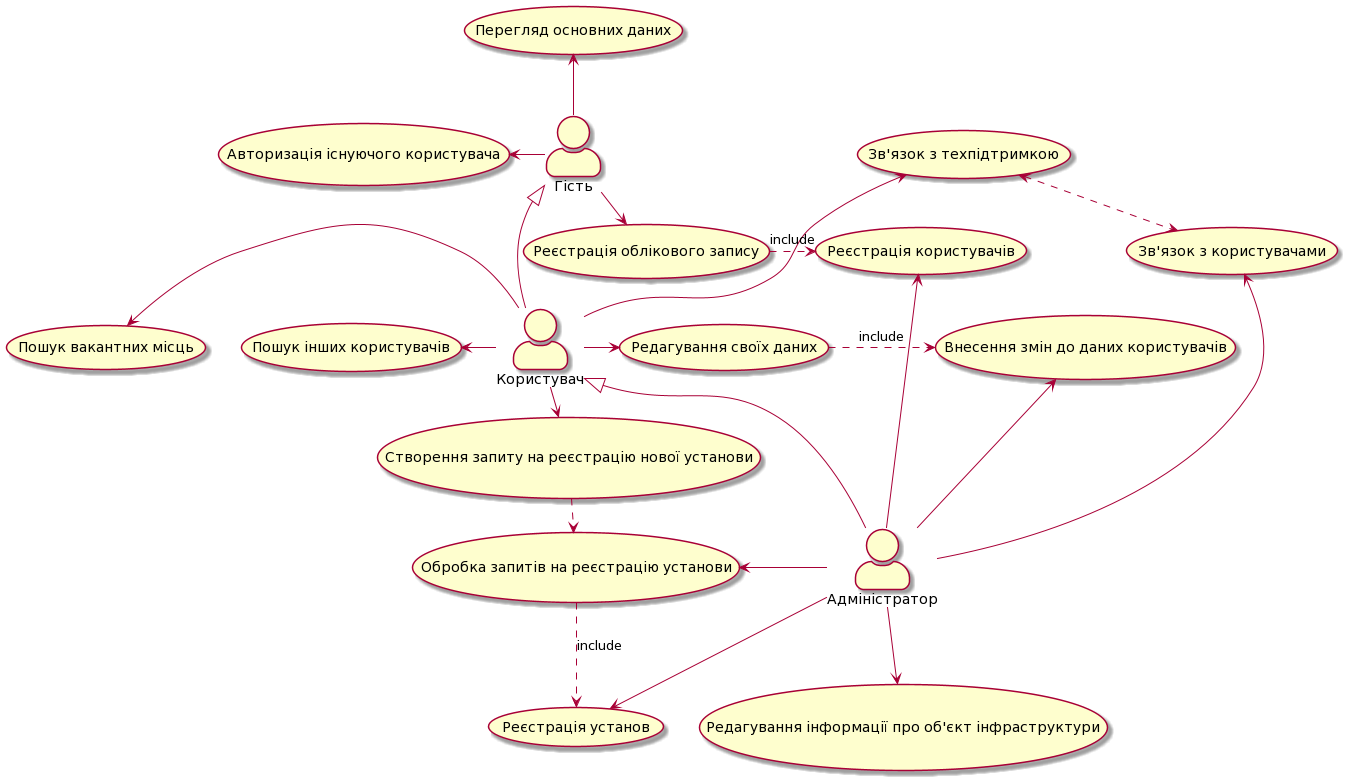 Перегляд основних даних
Авторизація існуючого користувача
Гість
Зв'язок з техпідтримкою
Реєстрація облікового запису
include
Реєстрація користувачів
Зв'язок з користувачами
Пошук вакантних місць
Пошук інших користувачів
Користувач
Редагування своїх даних
include
Внесення змін до даних користувачів
Створення запиту на реєстрацію нової установи
Обробка запитів на реєстрацію установи
Адміністратор
include
Реєстрація установ
Редагування інформації про об'єкт інфраструктури